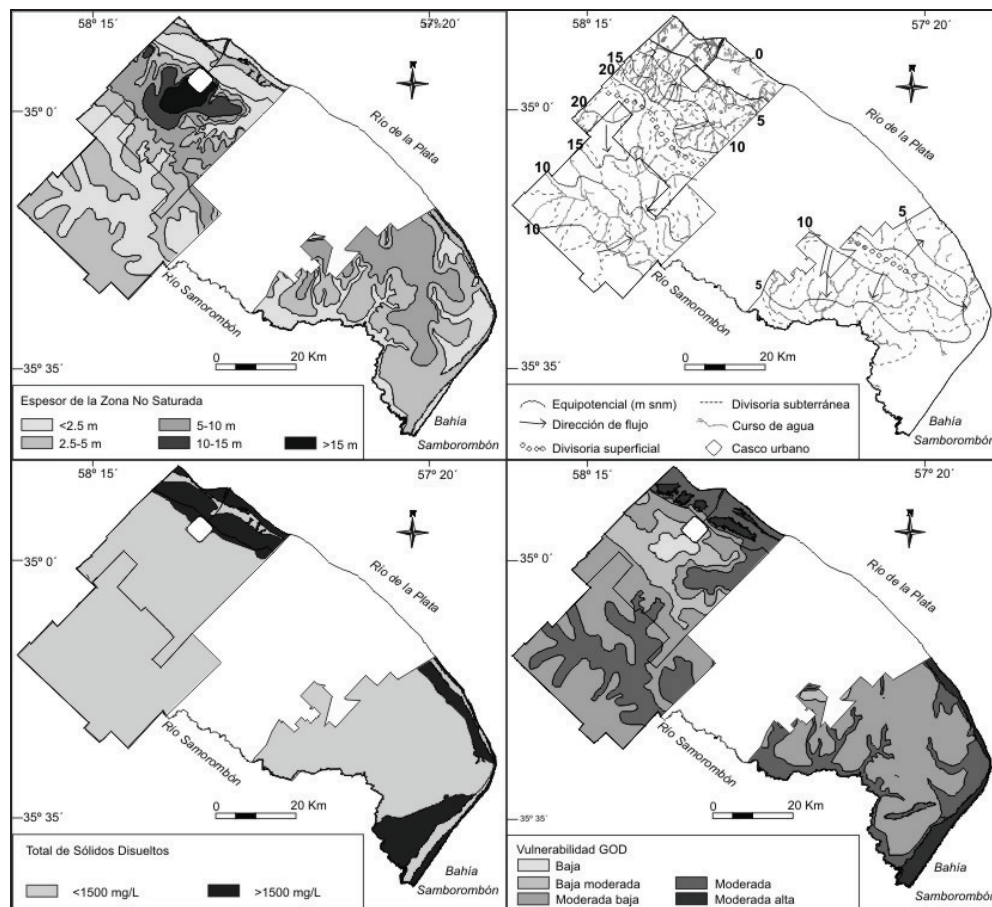 58º 15´
57º 20´
35º 0´
Río de la Plata
Río Samorombón
0 20 Km
35º 35´
Espesor de la Zona No Saturada
<2.5 m
5-10 m
2.5-5 m
10-15 m
>15 m
Bahía
Samborombón
58º 15´
57º 20´
0
15
20
20
35º 0´
5
15
10
10
10
Río de la Plata
10
5
5
Río Samorombón
0 20 Km
35º 35´
Equipotencial (m snm)
Divisoria subterránea
Dirección de flujo
Curso de agua
Divisoria superficial
Casco urbano
Bahía
Samborombón
58º 15´
57º 20´
35º 0´
Río de la Plata
Río Samorombón
0 20 Km
35º 35´
Total de Sólidos Disueltos
<1500 mg/L
>1500 mg/L
Bahía
Samborombón
58º 15´
57º 20´
35º 0´
Río de la Plata
Río Samorombón
0 20 Km
35º 35´
Vulnerabilidad GOD
Baja
Baja moderada
Moderada
Moderada baja
Moderada alta
Bahía
Samborombón